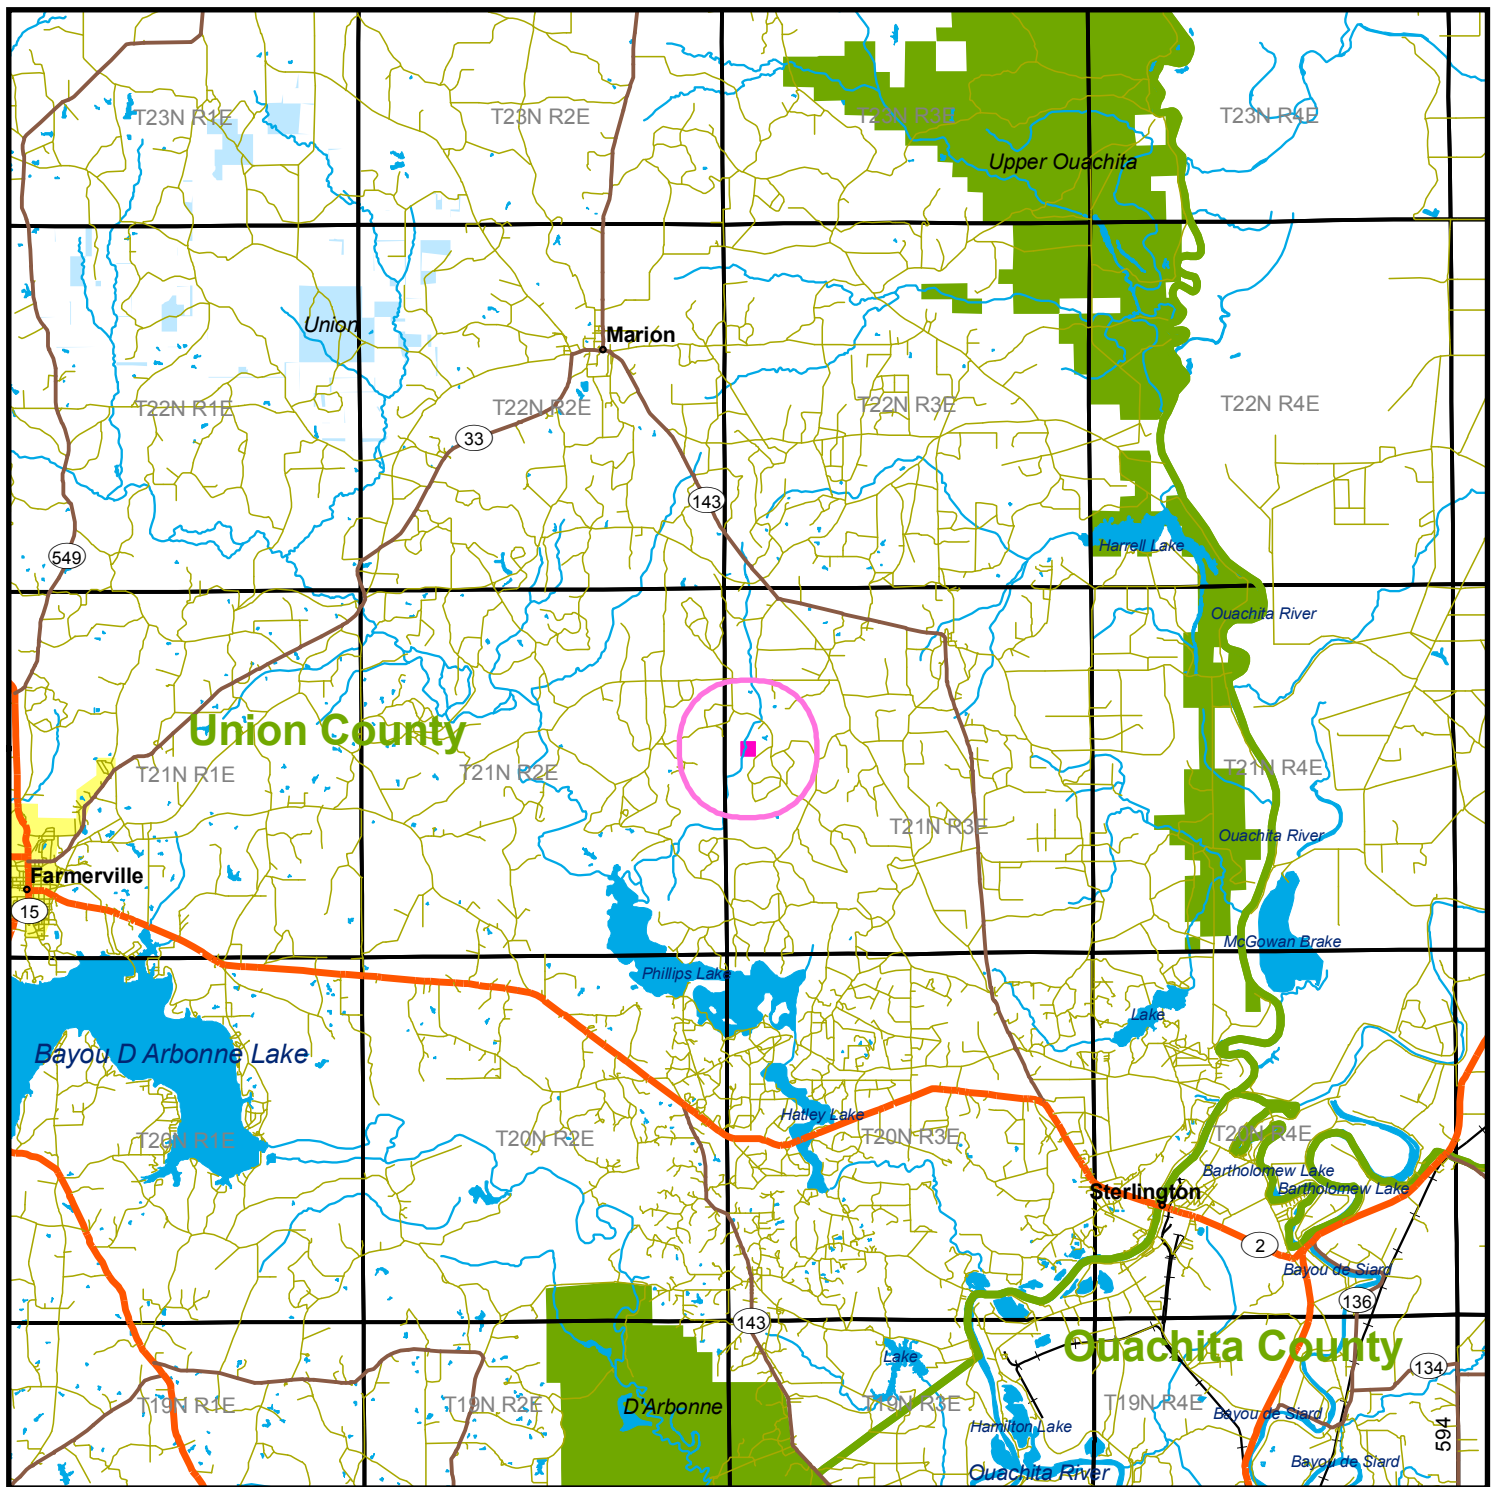 T23N R1E
T23N R2E
T23N R3E
T23N R4E
Upper Ouachita
Union
Marion
T22N R1E
T22N R2E
T22N R3E
T22N R4E
33
143
549
Harrell Lake
Ouachita River
Union County
T21N R1E
T21N R2E
T21N R4E
T21N R3E
Ouachita River
Farmerville
15
McGowan Brake
Phillips Lake
Lake
Bayou D Arbonne Lake
Hatley Lake
T20N R1E
T20N R2E
T20N R3E
T20N R4E
Bartholomew Lake
Bartholomew Lake
Sterlington
2
Bayou de Siard
136
143
Ouachita County
Lake
134
T19N R1E
T19N R2E
D'Arbonne
T19N R3E
T19N R4E
Bayou de Siard
Hamilton Lake
594
Bayou de Siard
Ouachita River